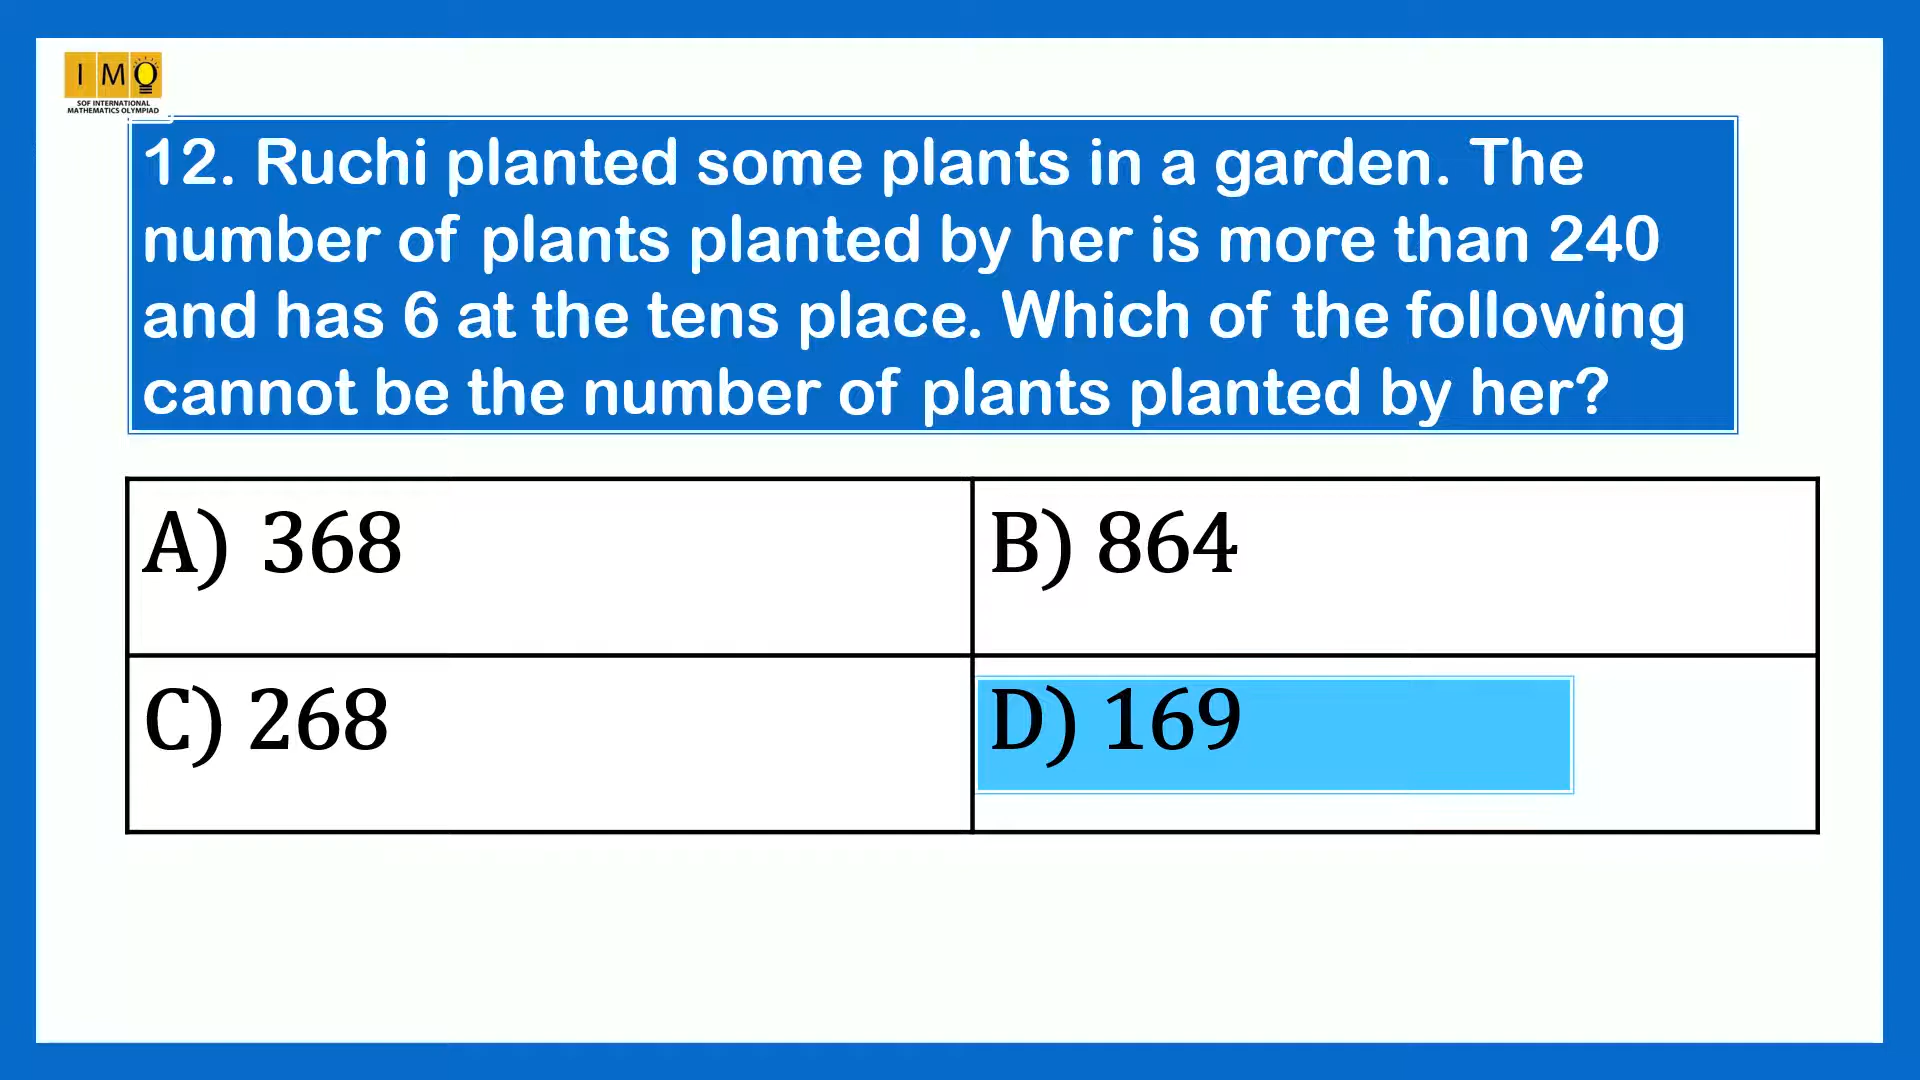 IMO
SOF INTERNATIONAL
MATHEMATICS OLYMPIAD
12. Ruchi planted some plants in a garden. The
number of plants planted by her is more than 240
and has 6 at the tens place. Which of the following
cannot be the number of plants planted by her?
A) 368
B) 864
C) 268
D) 169